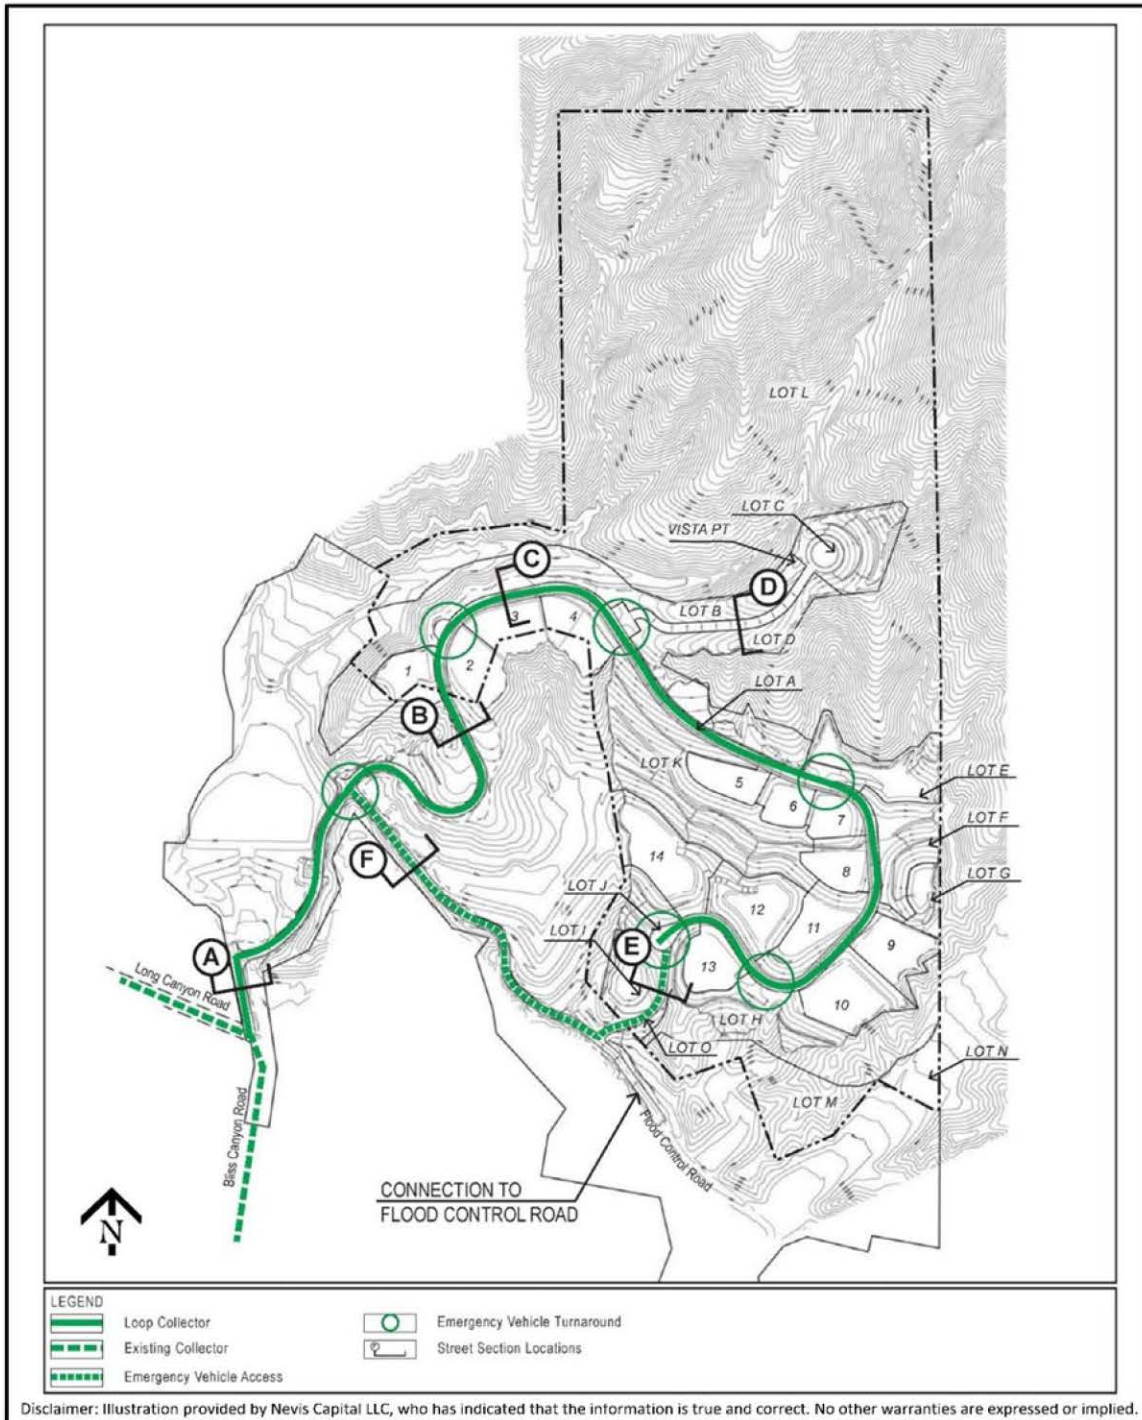 LOT L
LOT C
VISTA PT
C
D
LOT B
3
4
LOT D
1
2
LOT A
B
LOT K
5
LOT E
6
7
LOT F
F
14
8
LOT G
LOT J
12
11
LOT I
E
9
A
13
Long Canyon Road
10
LOT H
LOT O
LOT N
LOT M
Bliss Canyon Road
Flood Control Road
CONNECTION TO
FLOOD CONTROL ROAD
N
LEGEND
Loop Collector
Emergency Vehicle Turnaround
Existing Collector
Street Section Locations
Emergency Vehicle Access
Disclaimer: Illustration provided by Nevis Capital LLC, who has indicated that the information is true and correct. No other warranties are expressed or implied.